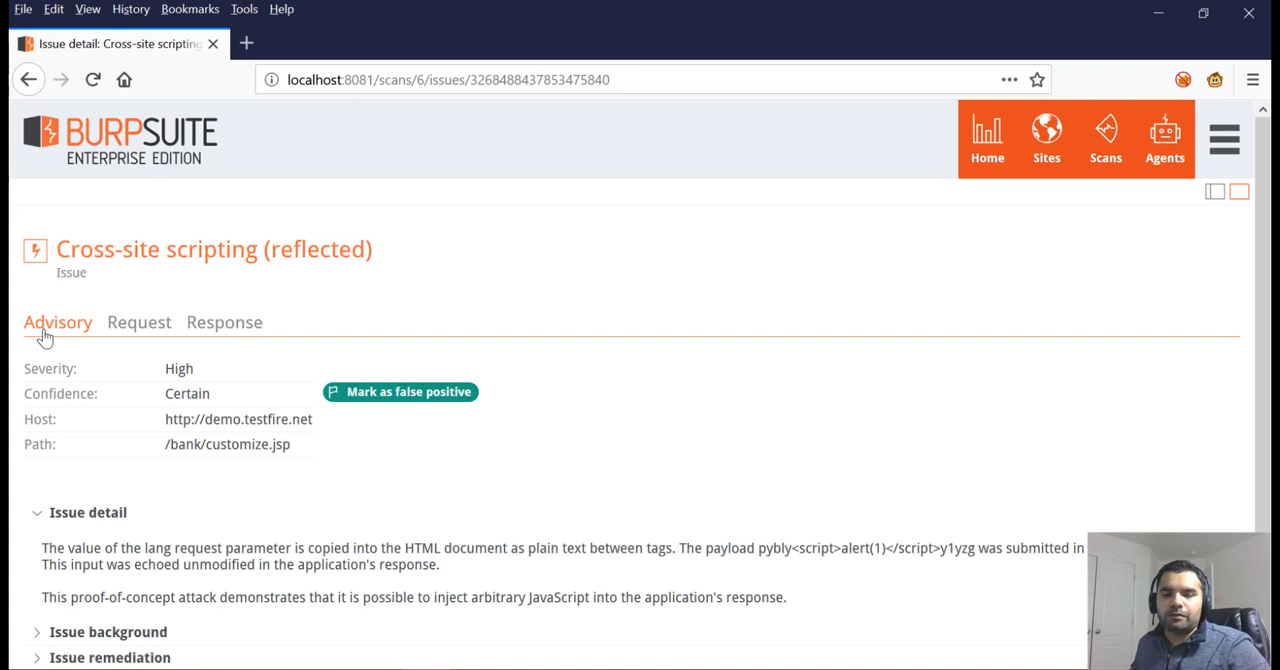 File Edit View History Bookmarks Tools Help
Issue detail: Cross-site scripting
localhost:8081/scans/6/issues/3268488437853475840
BURPSUITE
ENTERPRISE EDITION
Home Sites Scans Agents
Cross-site scripting (reflected)
Issue
Advisory Request Response
Severity: High
Confidence: Certain Mark as false positive
Host: http://demo.testfire.net
Path: /bank/customize.jsp
Issue detail
The value of the lang request parameter is copied into the HTML document as plain text between tags. The payload pybly<script>alert(1)</script>y1yzg was submitted in
This input was echoed unmodified in the application's response.
This proof-of-concept attack demonstrates that it is possible to inject arbitrary JavaScript into the application's response.
Issue background
Issue remediation